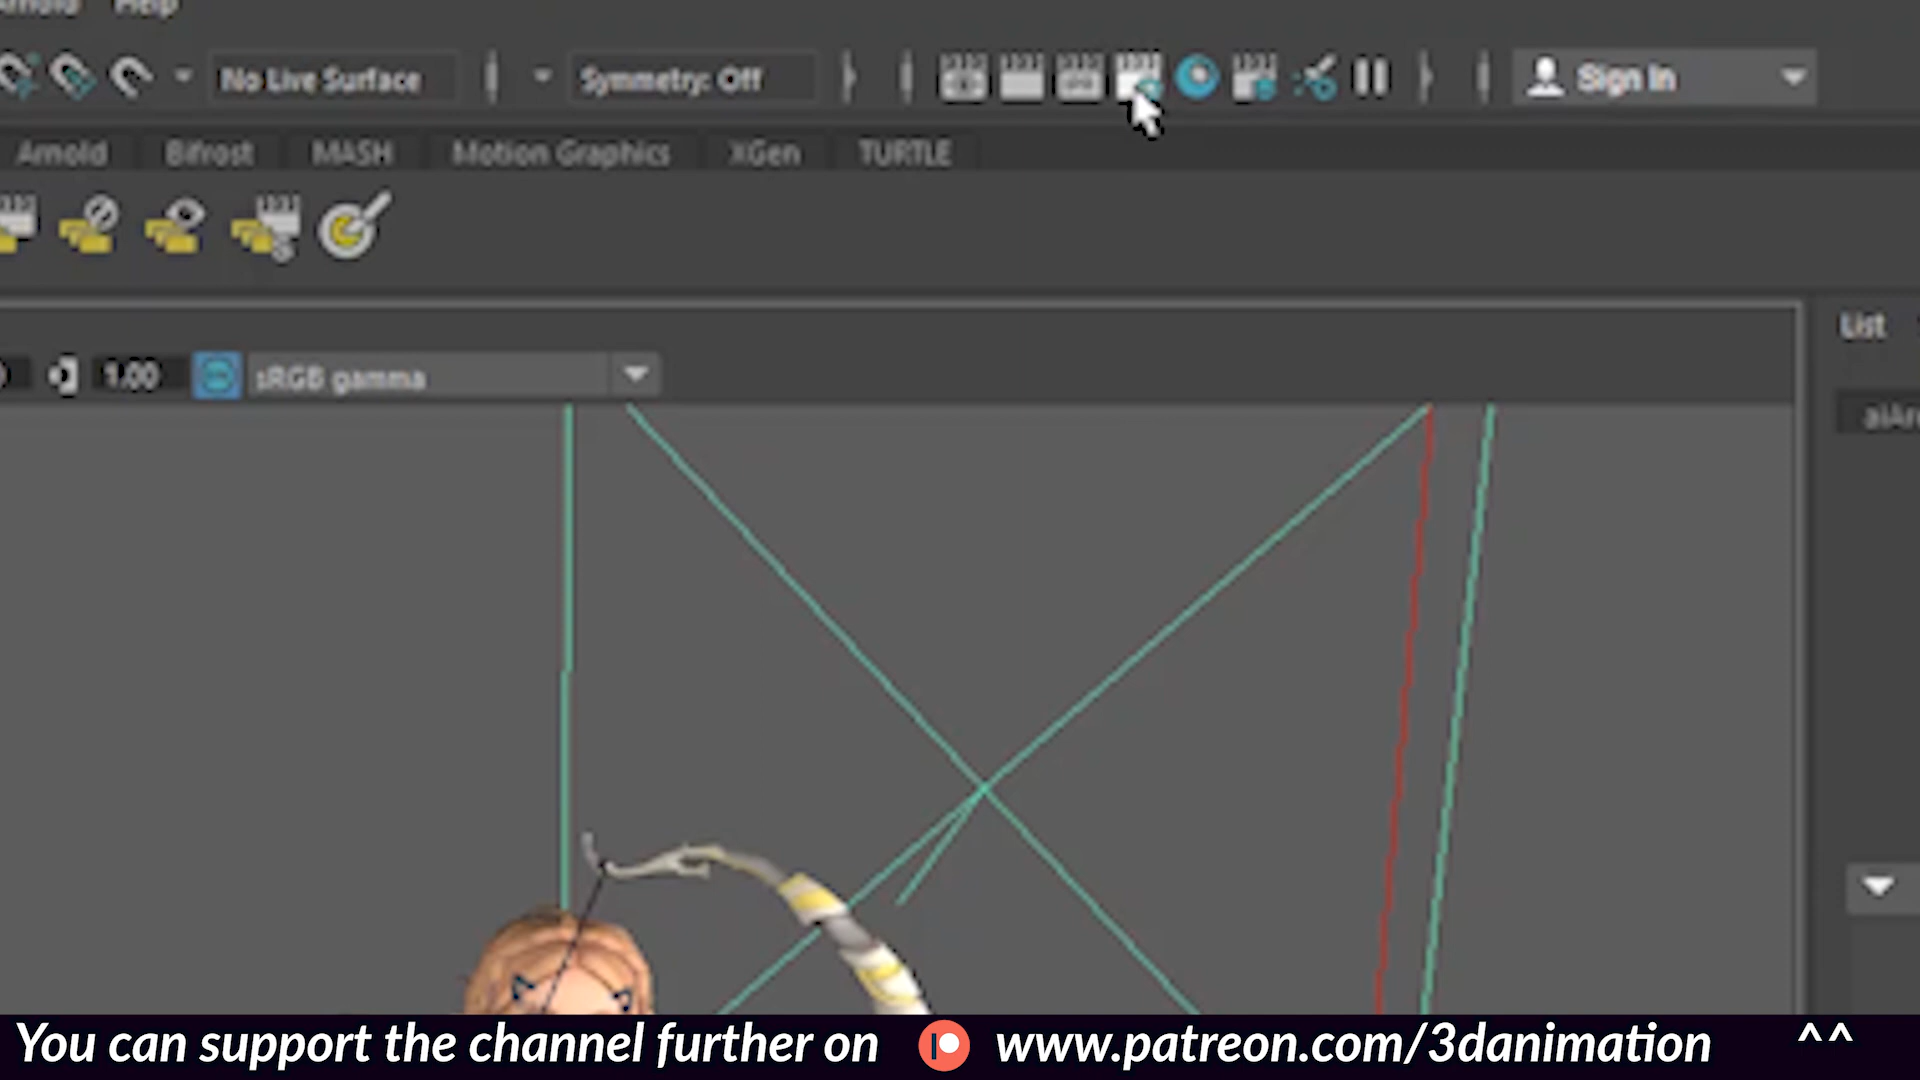 Arnold Help
No Live Surface Symmetry: Off Sign In
Arnold Bifrost MASH Motion Graphics XGen TURTLE
List
1.00 sRGB gamma
You can support the channel further on www.patreon.com/3danimation ^^